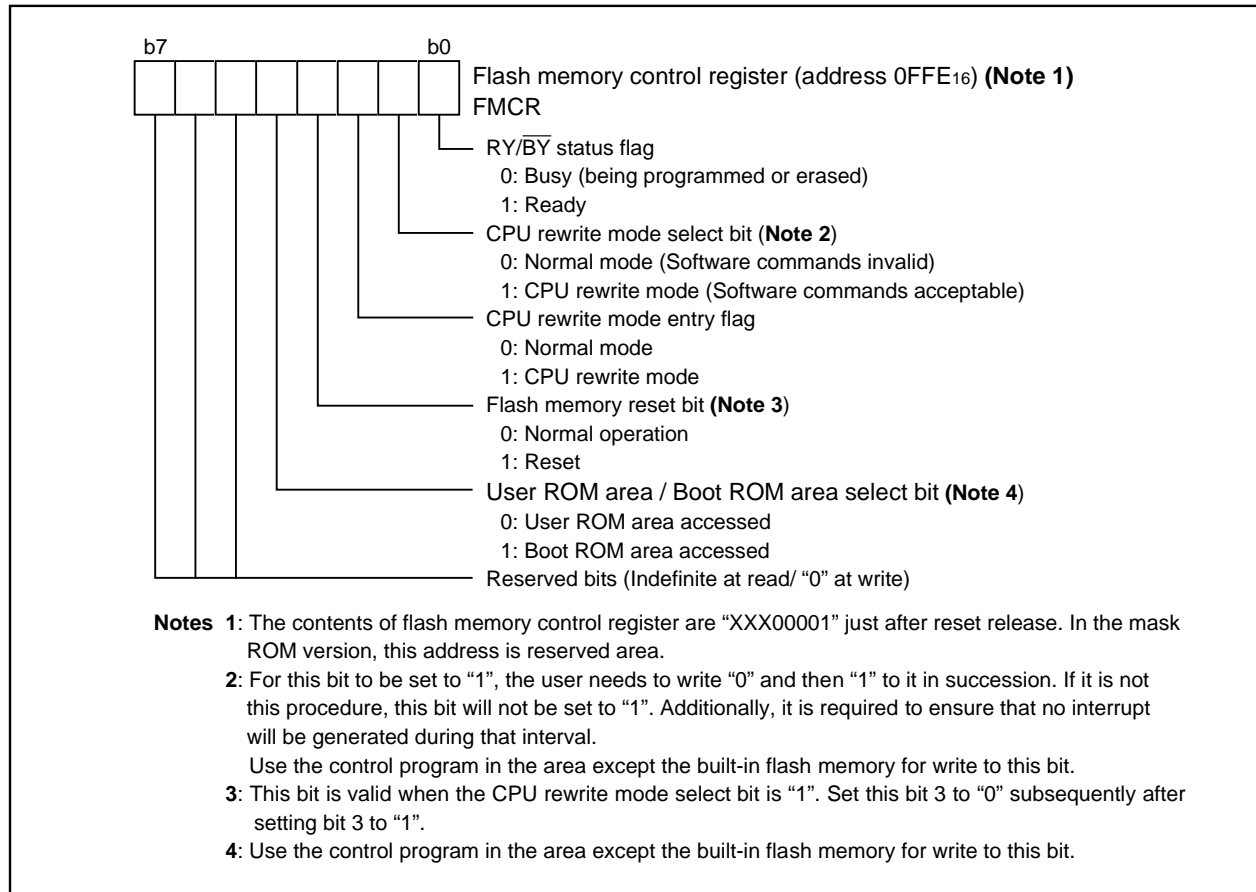 b7 b0
Flash memory control register (address 0FFE16) (Note 1)
FMCR
RY/B̅Y̅ status flag
0: Busy (being programmed or erased)
1: Ready
CPU rewrite mode select bit (Note 2)
0: Normal mode (Software commands invalid)
1: CPU rewrite mode (Software commands acceptable)
CPU rewrite mode entry flag
0: Normal mode
1: CPU rewrite mode
Flash memory reset bit (Note 3)
0: Normal operation
1: Reset
User ROM area / Boot ROM area select bit (Note 4)
0: User ROM area accessed
1: Boot ROM area accessed
Reserved bits (Indefinite at read/ “0” at write)
Notes 1: The contents of flash memory control register are “XXX00001” just after reset release. In the mask
ROM version, this address is reserved area.
2: For this bit to be set to “1”, the user needs to write “0” and then “1” to it in succession. If it is not
this procedure, this bit will not be set to “1”. Additionally, it is required to ensure that no interrupt
will be generated during that interval.
Use the control program in the area except the built-in flash memory for write to this bit.
3: This bit is valid when the CPU rewrite mode select bit is “1”. Set this bit 3 to “0” subsequently after
setting bit 3 to “1”.
4: Use the control program in the area except the built-in flash memory for write to this bit.